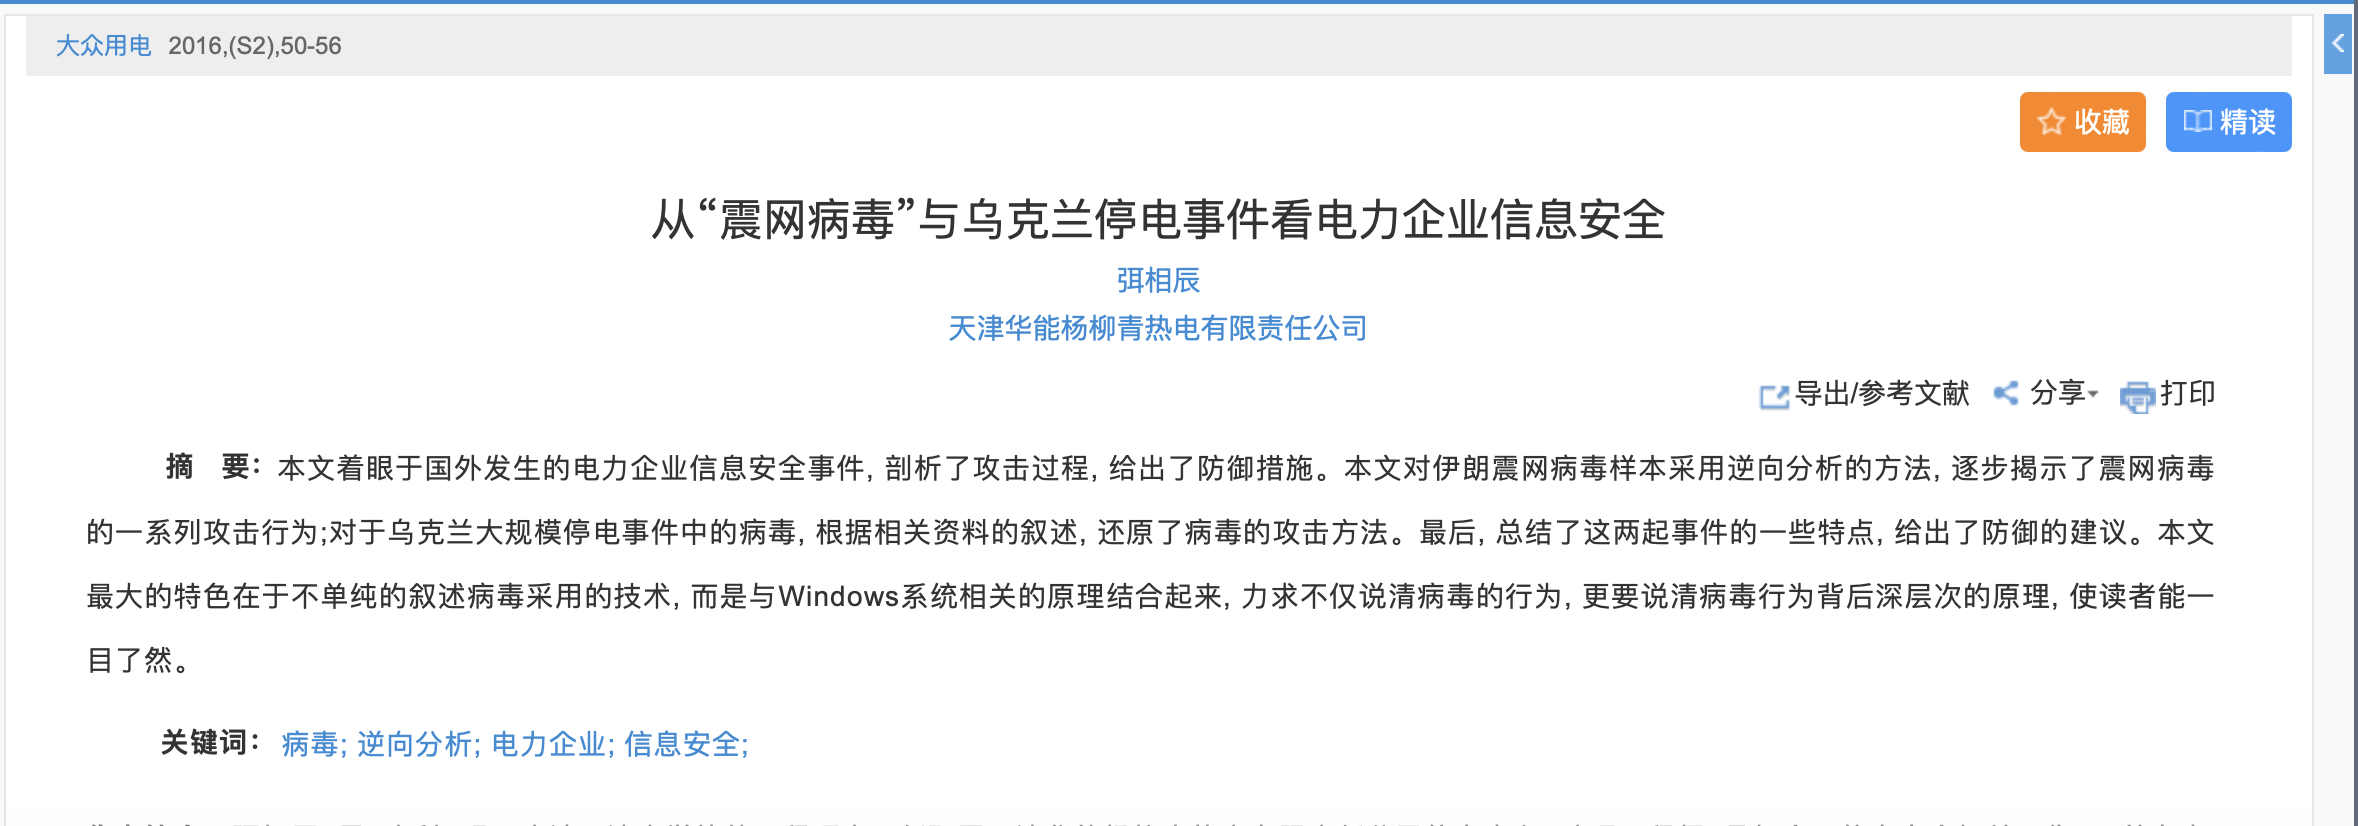 大众用电 2016,(S2),50-56
收藏 精读
从“震网病毒”与乌克兰停电事件看电力企业信息安全
弭相辰
天津华能杨柳青热电有限责任公司
导出/参考文献 分享 打印
摘 要：本文着眼于国外发生的电力企业信息安全事件, 剖析了攻击过程, 给出了防御措施。本文对伊朗震网病毒样本采用逆向分析的方法, 逐步揭示了震网病毒
的一系列攻击行为;对于乌克兰大规模停电事件中的病毒, 根据相关资料的叙述, 还原了病毒的攻击方法。最后, 总结了这两起事件的一些特点, 给出了防御的建议。本文
最大的特色在于不单纯的叙述病毒采用的技术, 而是与Windows系统相关的原理结合起来, 力求不仅说清病毒的行为, 更要说清病毒行为背后深层次的原理, 使读者能一
目了然。
关键词： 病毒; 逆向分析; 电力企业; 信息安全;